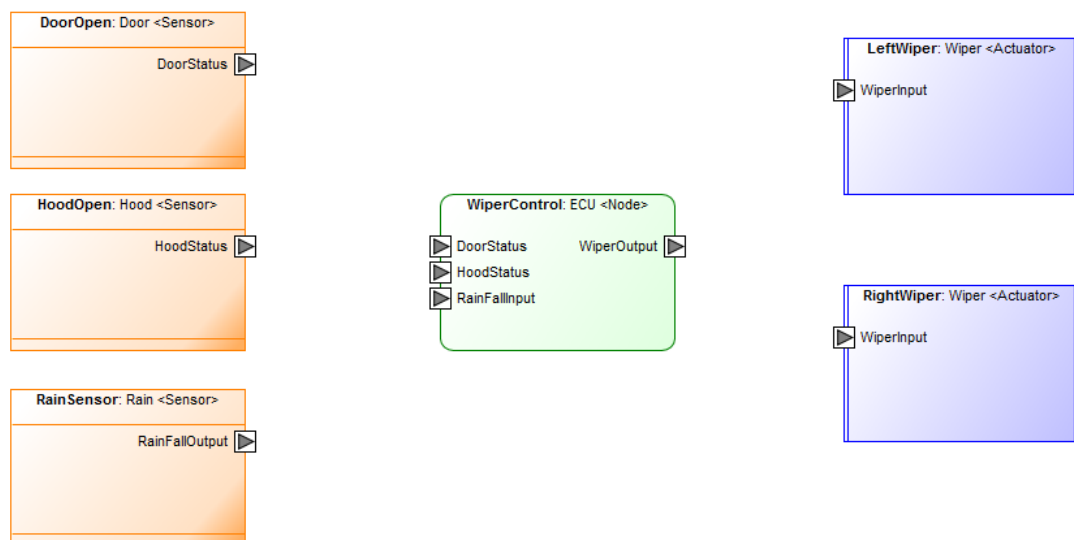 DoorOpen: Door <Sensor>
DoorStatus
HoodOpen: Hood <Sensor>
HoodStatus
RainSensor: Rain <Sensor>
RainFallOutput
WiperControl: ECU <Node>
DoorStatus WiperOutput
HoodStatus
RainFallInput
LeftWiper: Wiper <Actuator>
WiperInput
RightWiper: Wiper <Actuator>
WiperInput